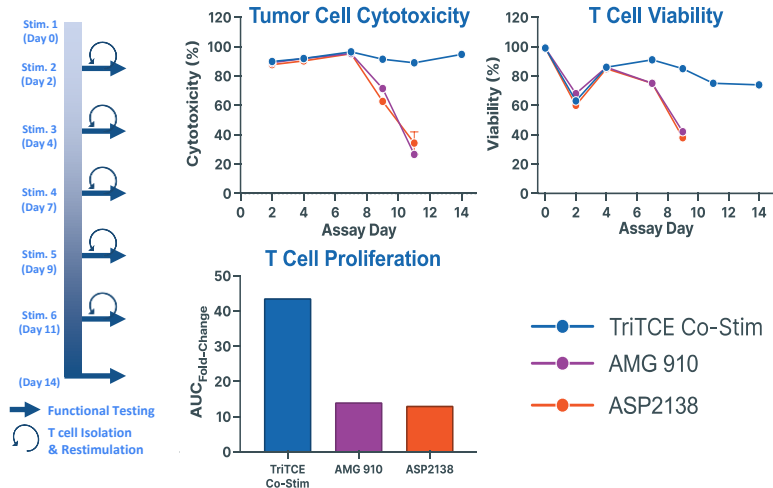 Stim. 1
(Day 0)
Stim. 2
(Day 2)
Stim. 3
(Day 4)
Stim. 4
(Day 7)
Stim. 5
(Day 9)
Stim. 6
(Day 11)
(Day 14)
Functional Testing
T cell Isolation
& Restimulation
Tumor Cell Cytotoxicity
Cytotoxicity (%)
120
100
80
60
40
20
0
0 2 4 6 8 10 12 14
Assay Day
T Cell Viability
Viability (%)
120
100
80
60
40
20
0
0 2 4 6 8 10 12 14
Assay Day
T Cell Proliferation
AUCFold-Change
50
40
30
20
10
0
TriTCE
Co-Stim
AMG 910
ASP2138
TriTCE Co-Stim
AMG 910
ASP2138